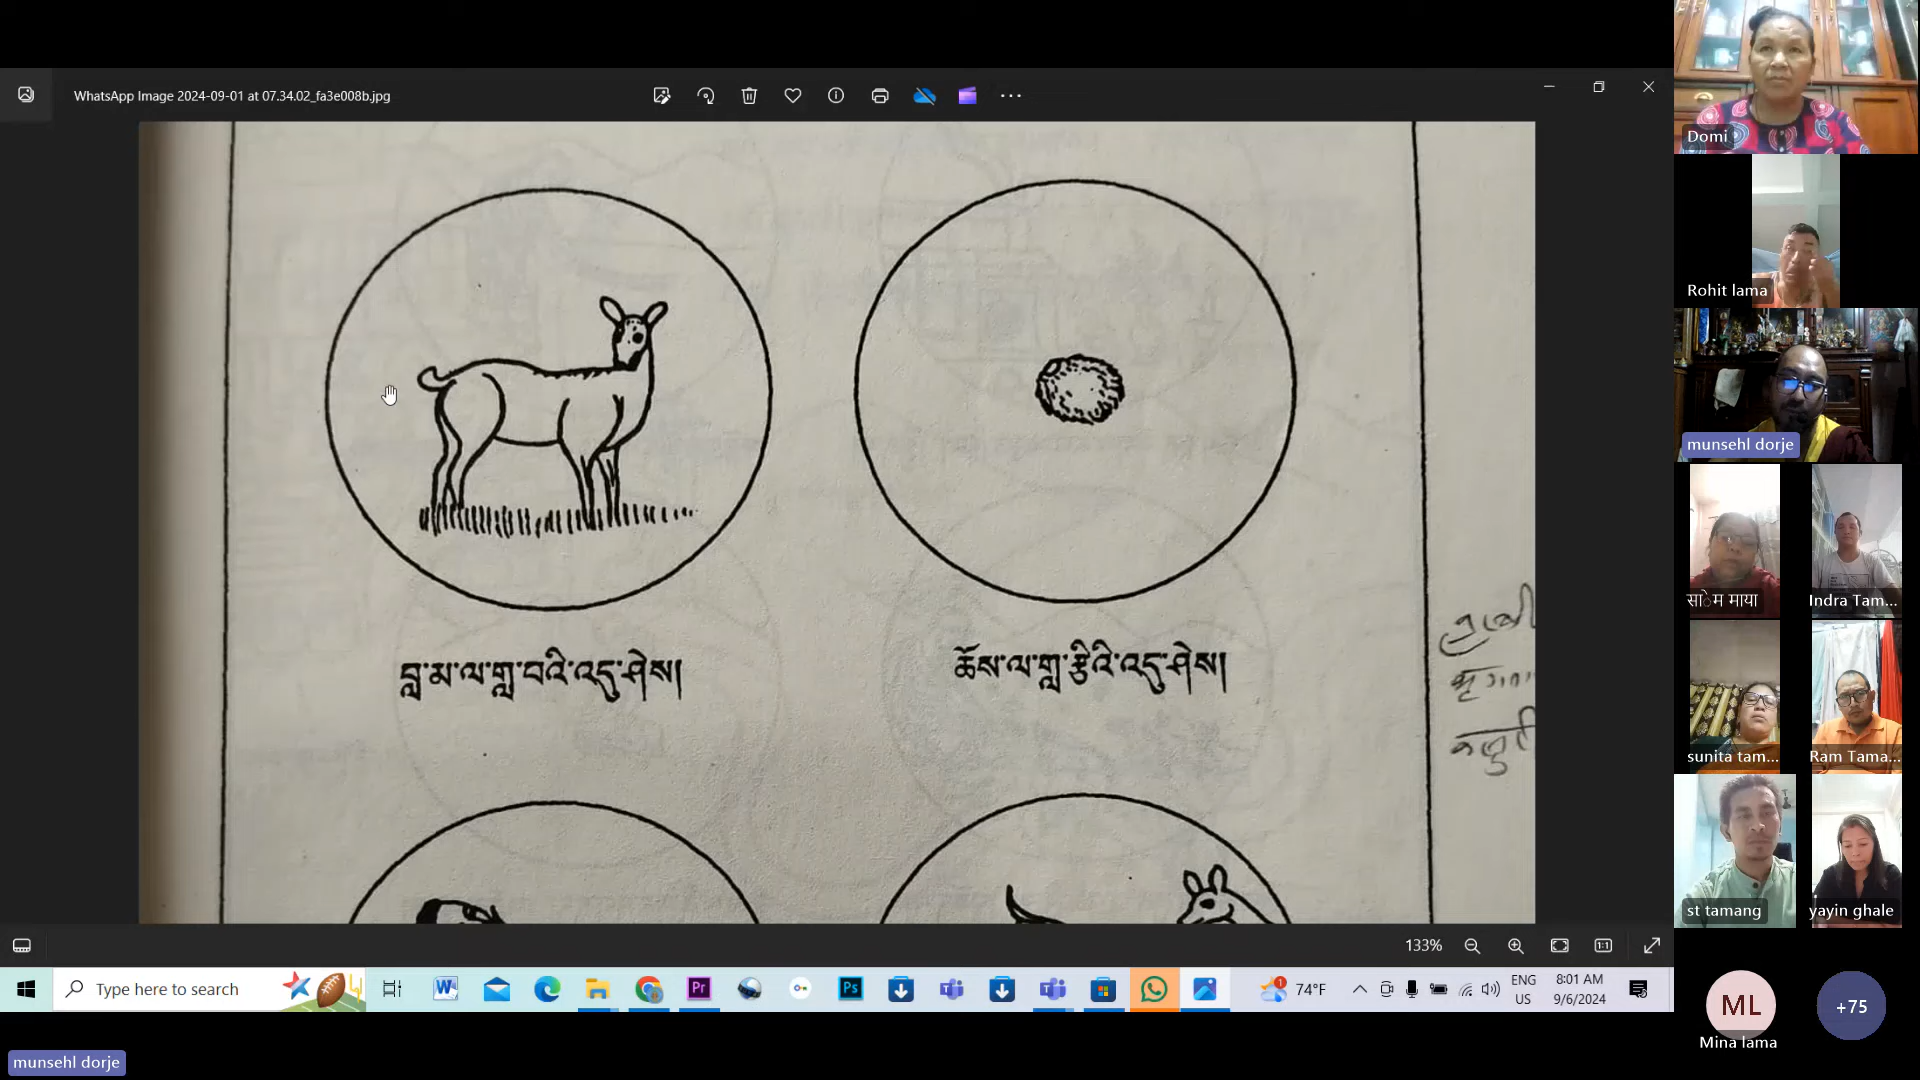 WhatsApp Image 2024-09-01 at 07.34.02_fa3e008b.jpg
བླ་མ་ལ་གླ་བའི་འདུ་ཤེས།
ཆོས་ལ་གླ་རྩིའི་འདུ་ཤེས།
133%
Type here to search
74°F
ENG
US
8:01 AM
9/6/2024
munsehl dorje
Domi
Rohit lama
munsehl dorje
साेम माया
Indra Tam...
sunita tam...
Ram Tama...
st tamang
yayin ghale
ML
Mina lama
+75